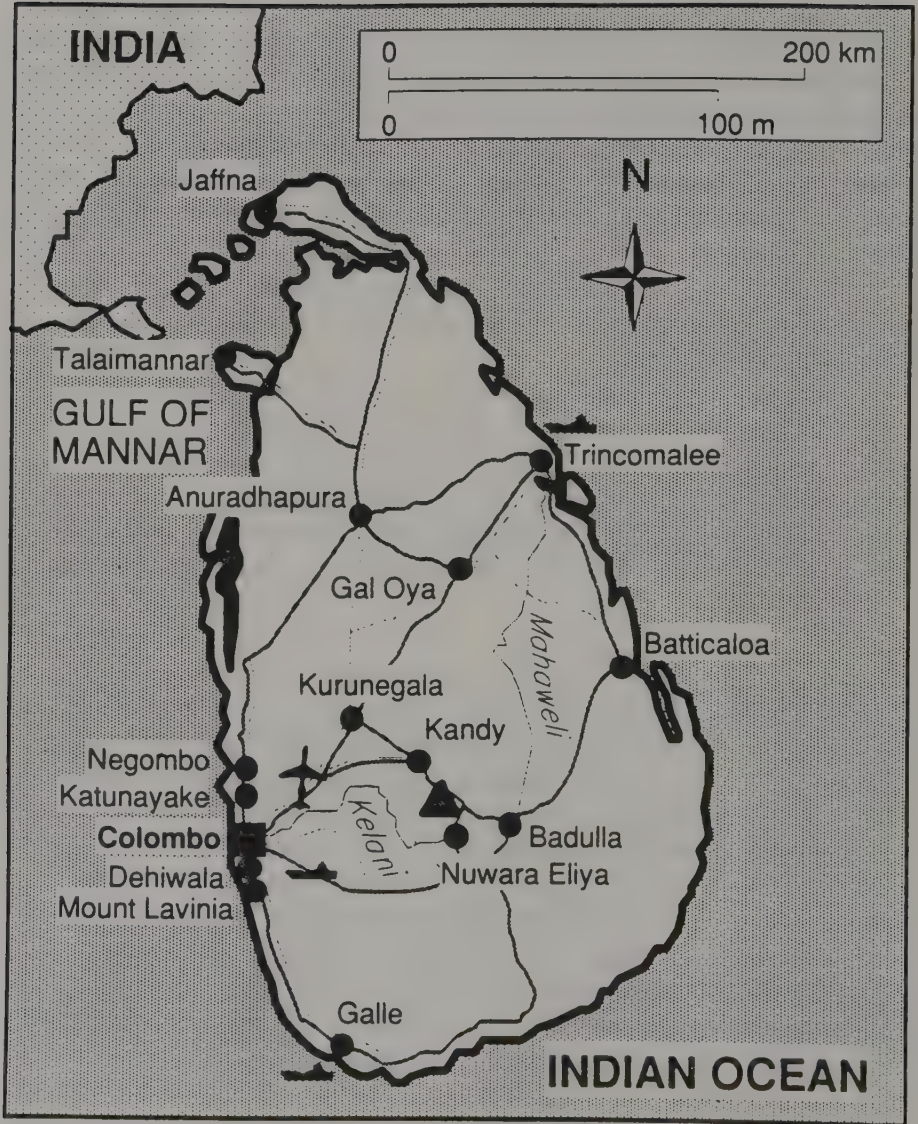 INDIA
0 200 km
0 100 m
N
Jaffna
Talaimannar
GULF OF
MANNAR
Trincomalee
Anuradhapura
Gal Oya
Mahaweli
Batticaloa
Kurunegala
Kandy
Negombo
Katunayake
Colombo
Kelani
Badulla
Dehiwala
Nuwara Eliya
Mount Lavinia
Galle
INDIAN OCEAN